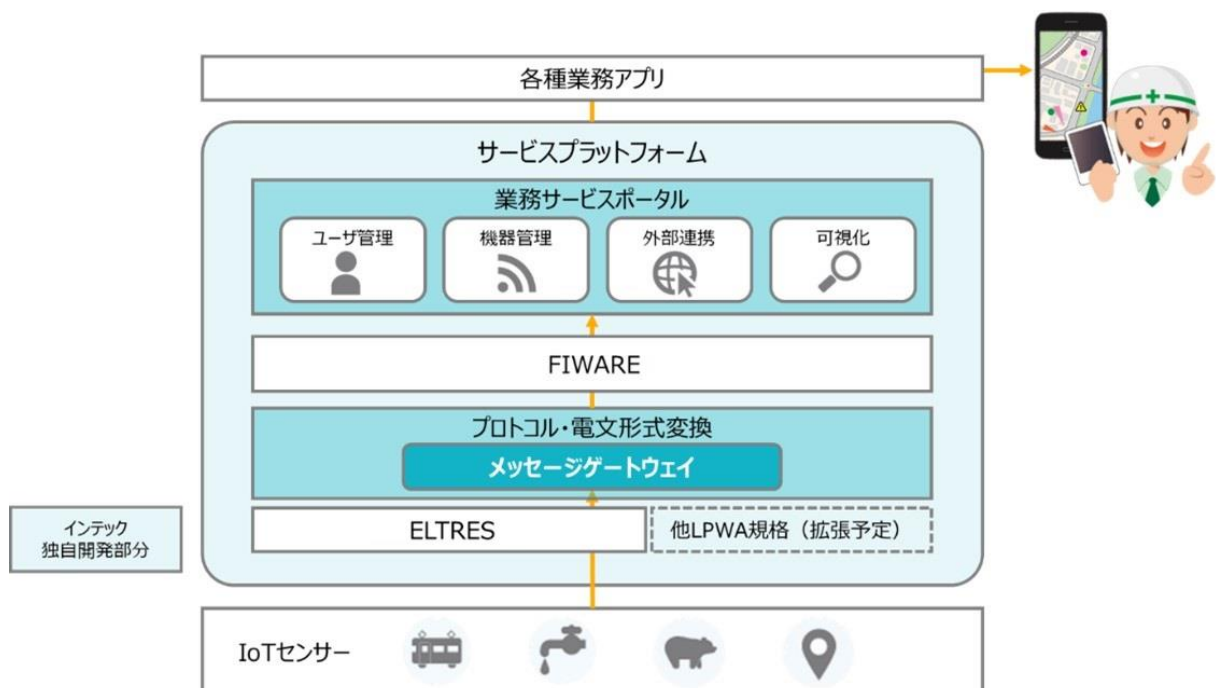 各種業務アプリ
サービスプラットフォーム
業務サービスポータル
ユーザ管理
機器管理
外部連携
可視化
FIWARE
プロトコル・電文形式変換
メッセージゲートウェイ
ELTRES
他LPWA規格（拡張予定）
インテック
独自開発部分
IoTセンサー